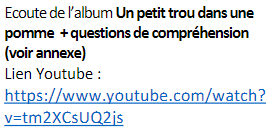 Ecoute de l'album Un petit trou dans une
pomme + questions de compréhension
(voir annexe)
Lien Youtube :
https://www.youtube.com/watch?
v=tm2XCsUQ2js